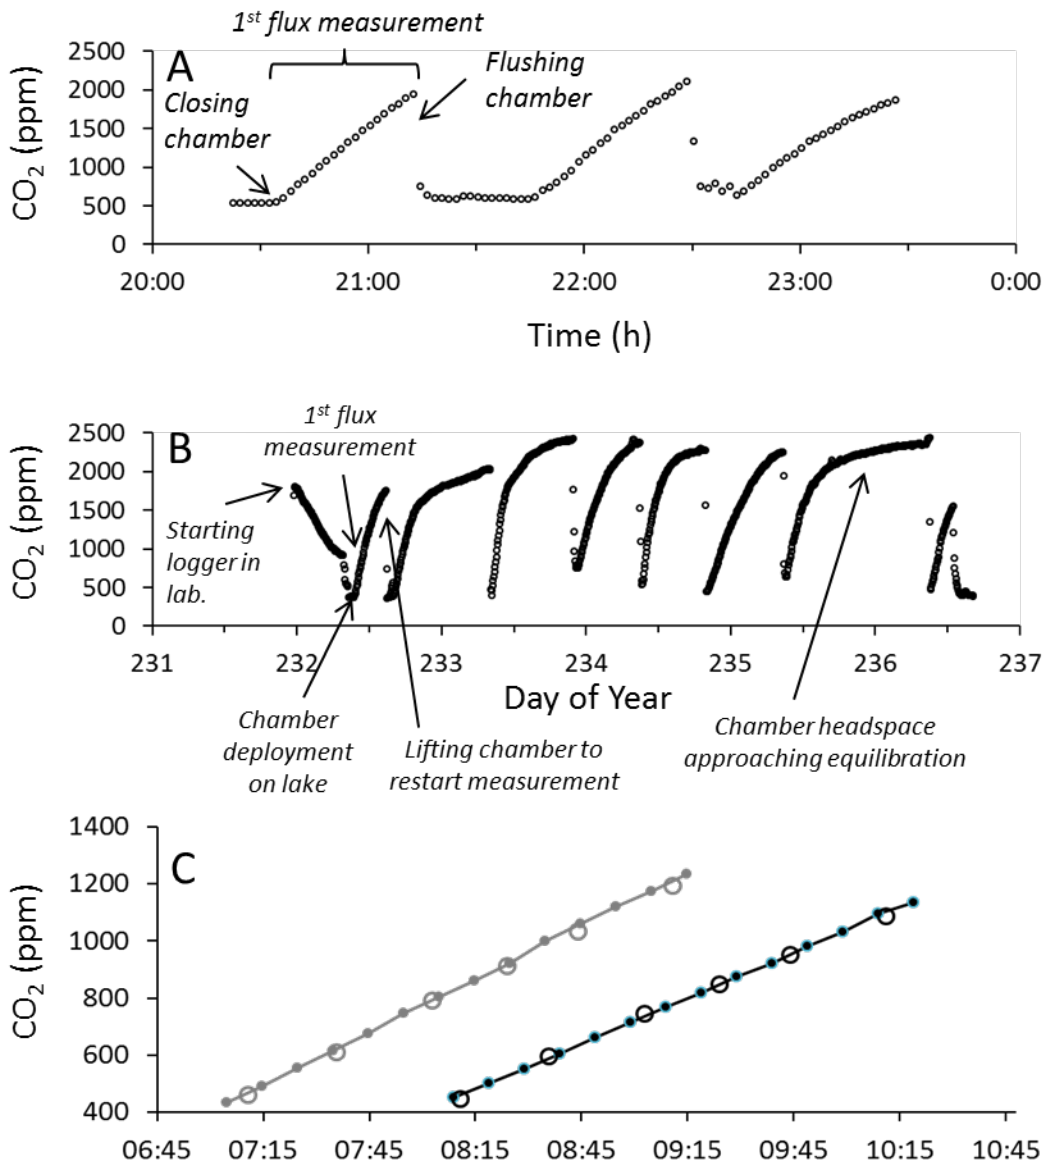 1st flux measurement
A
Closing
chamber
Flushing
chamber
CO2 (ppm)
2500
2000
1500
1000
500
0
20:00 21:00 22:00 23:00 0:00
Time (h)
1st flux
measurement
B
Starting
logger in
lab.
CO2 (ppm)
2500
2000
1500
1000
500
0
231 232 233 234 235 236 237
Day of Year
Chamber
deployment
on lake
Lifting chamber to
restart measurement
Chamber headspace
approaching equilibration
C
CO2 (ppm)
1400
1200
1000
800
600
400
06:45 07:15 07:45 08:15 08:45 09:15 09:45 10:15 10:45